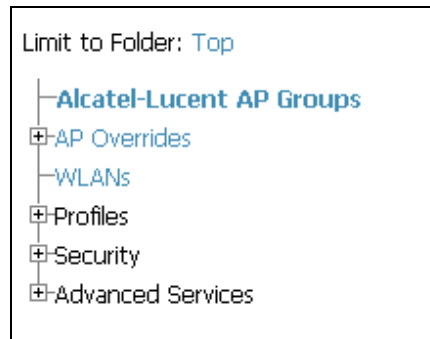 Limit to Folder: Top
Alcatel-Lucent AP Groups
AP Overrides
WLANs
Profiles
Security
Advanced Services